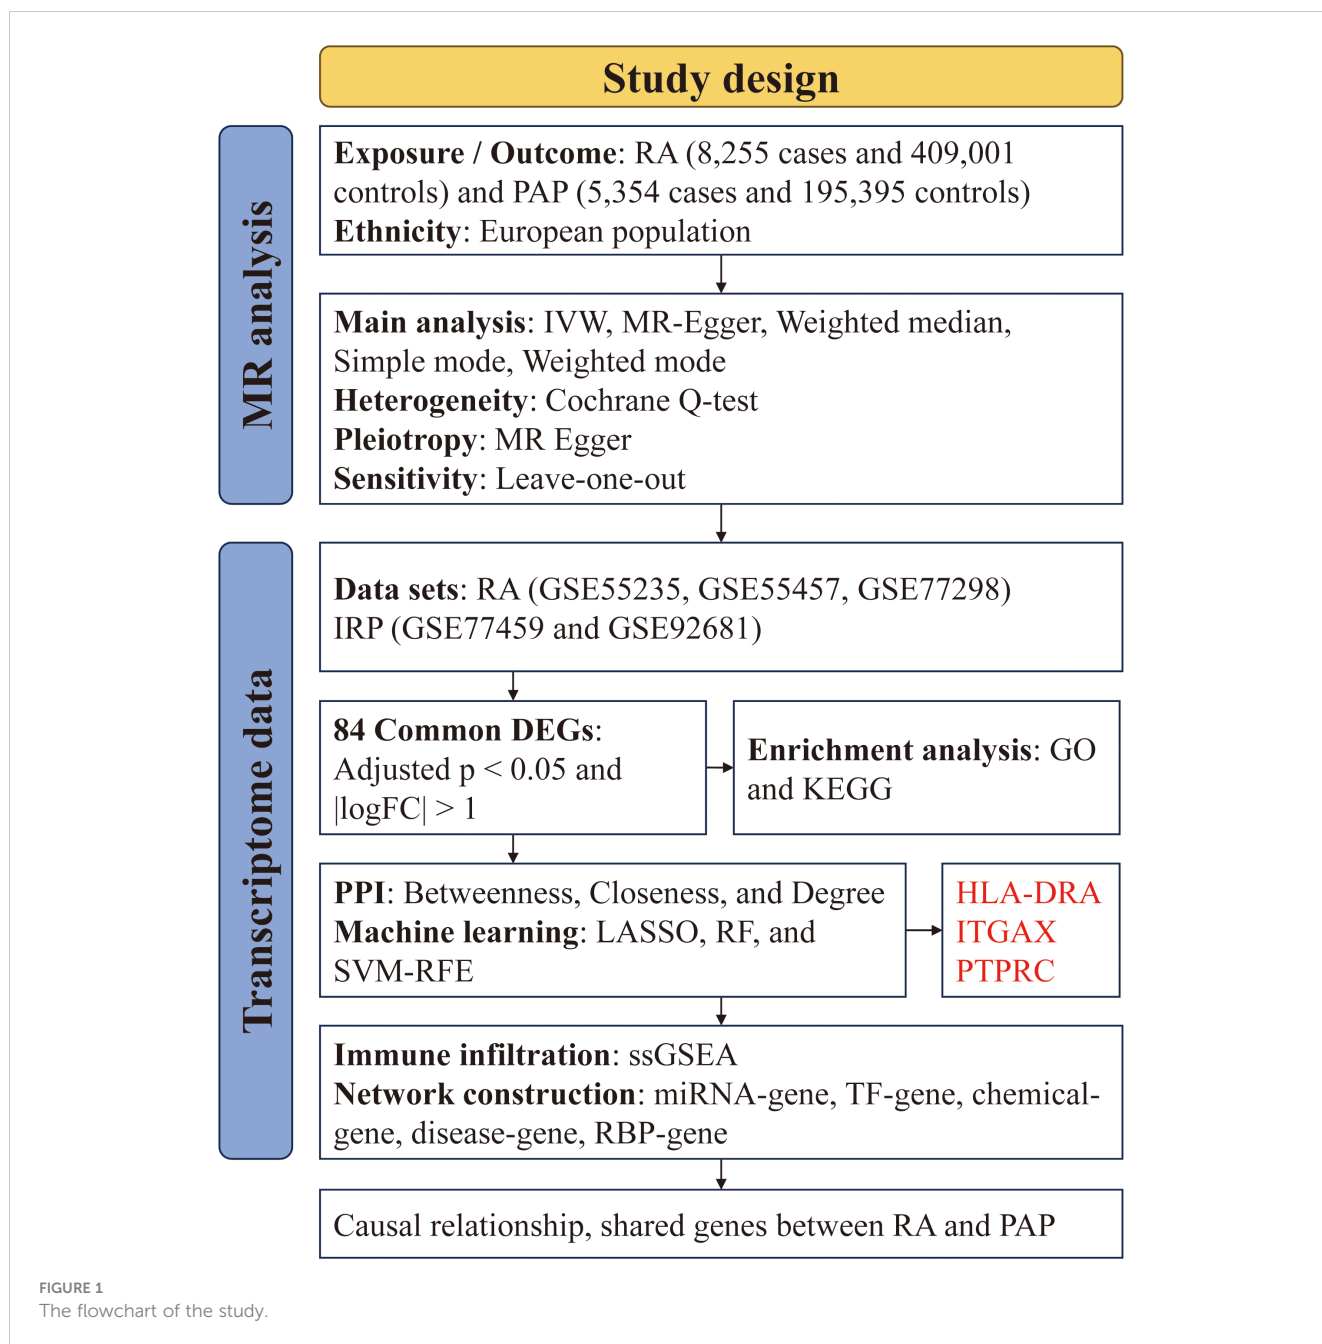 Study design
MR analysis
Exposure / Outcome: RA (8,255 cases and 409,001
controls) and PAP (5,354 cases and 195,395 controls)
Ethnicity: European population
Main analysis: IVW, MR-Egger, Weighted median,
Simple mode, Weighted mode
Heterogeneity: Cochrane Q-test
Pleiotropy: MR Egger
Sensitivity: Leave-one-out
Transcriptome data
Data sets: RA (GSE55235, GSE55457, GSE77298)
IRP (GSE77459 and GSE92681)
84 Common DEGs:
Adjusted p < 0.05 and
|logFC| > 1
Enrichment analysis: GO
and KEGG
PPI: Betweenness, Closeness, and Degree
Machine learning: LASSO, RF, and
SVM-RFE
HLA-DRA
ITGAX
PTPRC
Immune infiltration: ssGSEA
Network construction: miRNA-gene, TF-gene, chemical-
gene, disease-gene, RBP-gene
Causal relationship, shared genes between RA and PAP
FIGURE 1
The flowchart of the study.